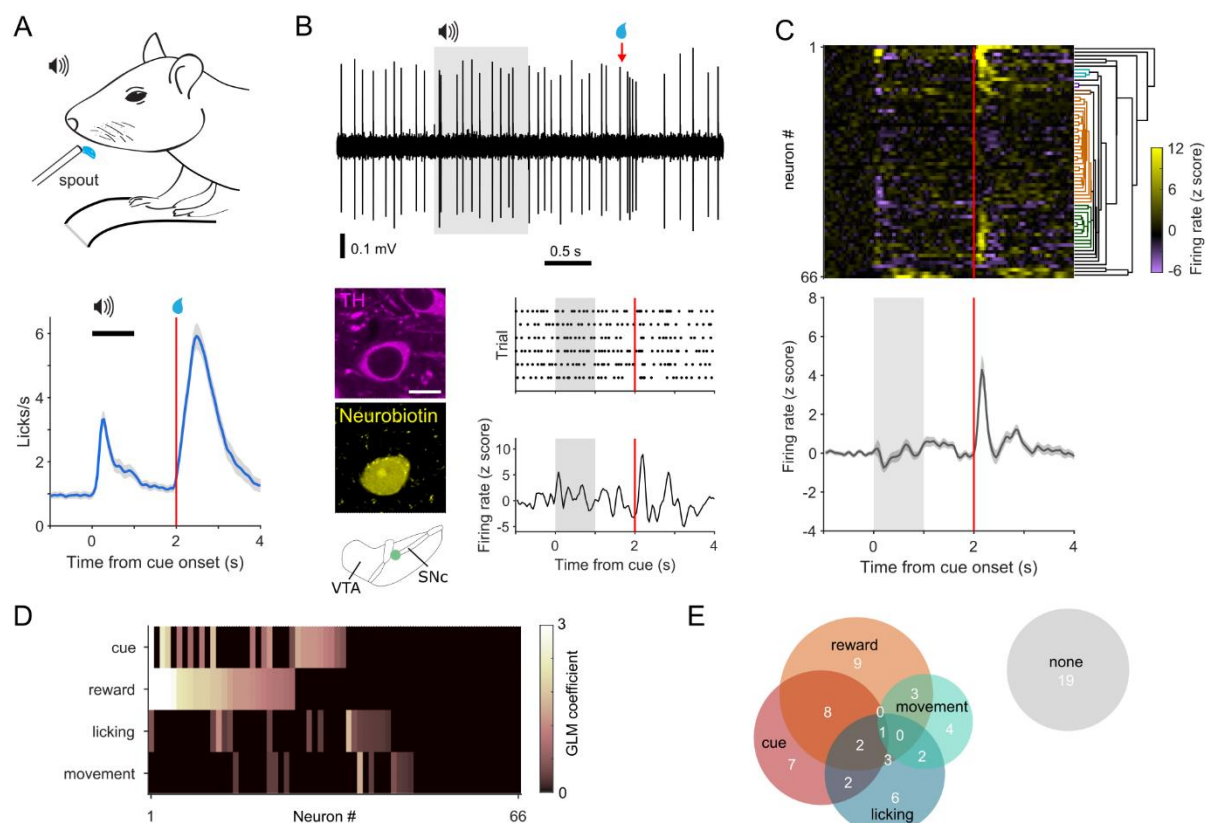 A
spout
Licks/s
6
4
2
0
0 2 4
Time from cue onset (s)
B
0.1 mV
0.5 s
TH
Neurobiotin
VTA
SNc
Trial
Firing rate (z score)
10
5
0
-5
0 2 4
Time from cue (s)
C
neuron #
1
66
12
6
0
-6
Firing rate (z score)
Firing rate (z score)
8
6
4
2
0
-2
-4
0 2 4
Time from cue onset (s)
D
cue
reward
licking
movement
1 Neuron # 66
3
0
GLM coefficient
E
reward
9
3
movement
8
0
1
0
4
cue
2
3
2
7
2
6
licking
none
19